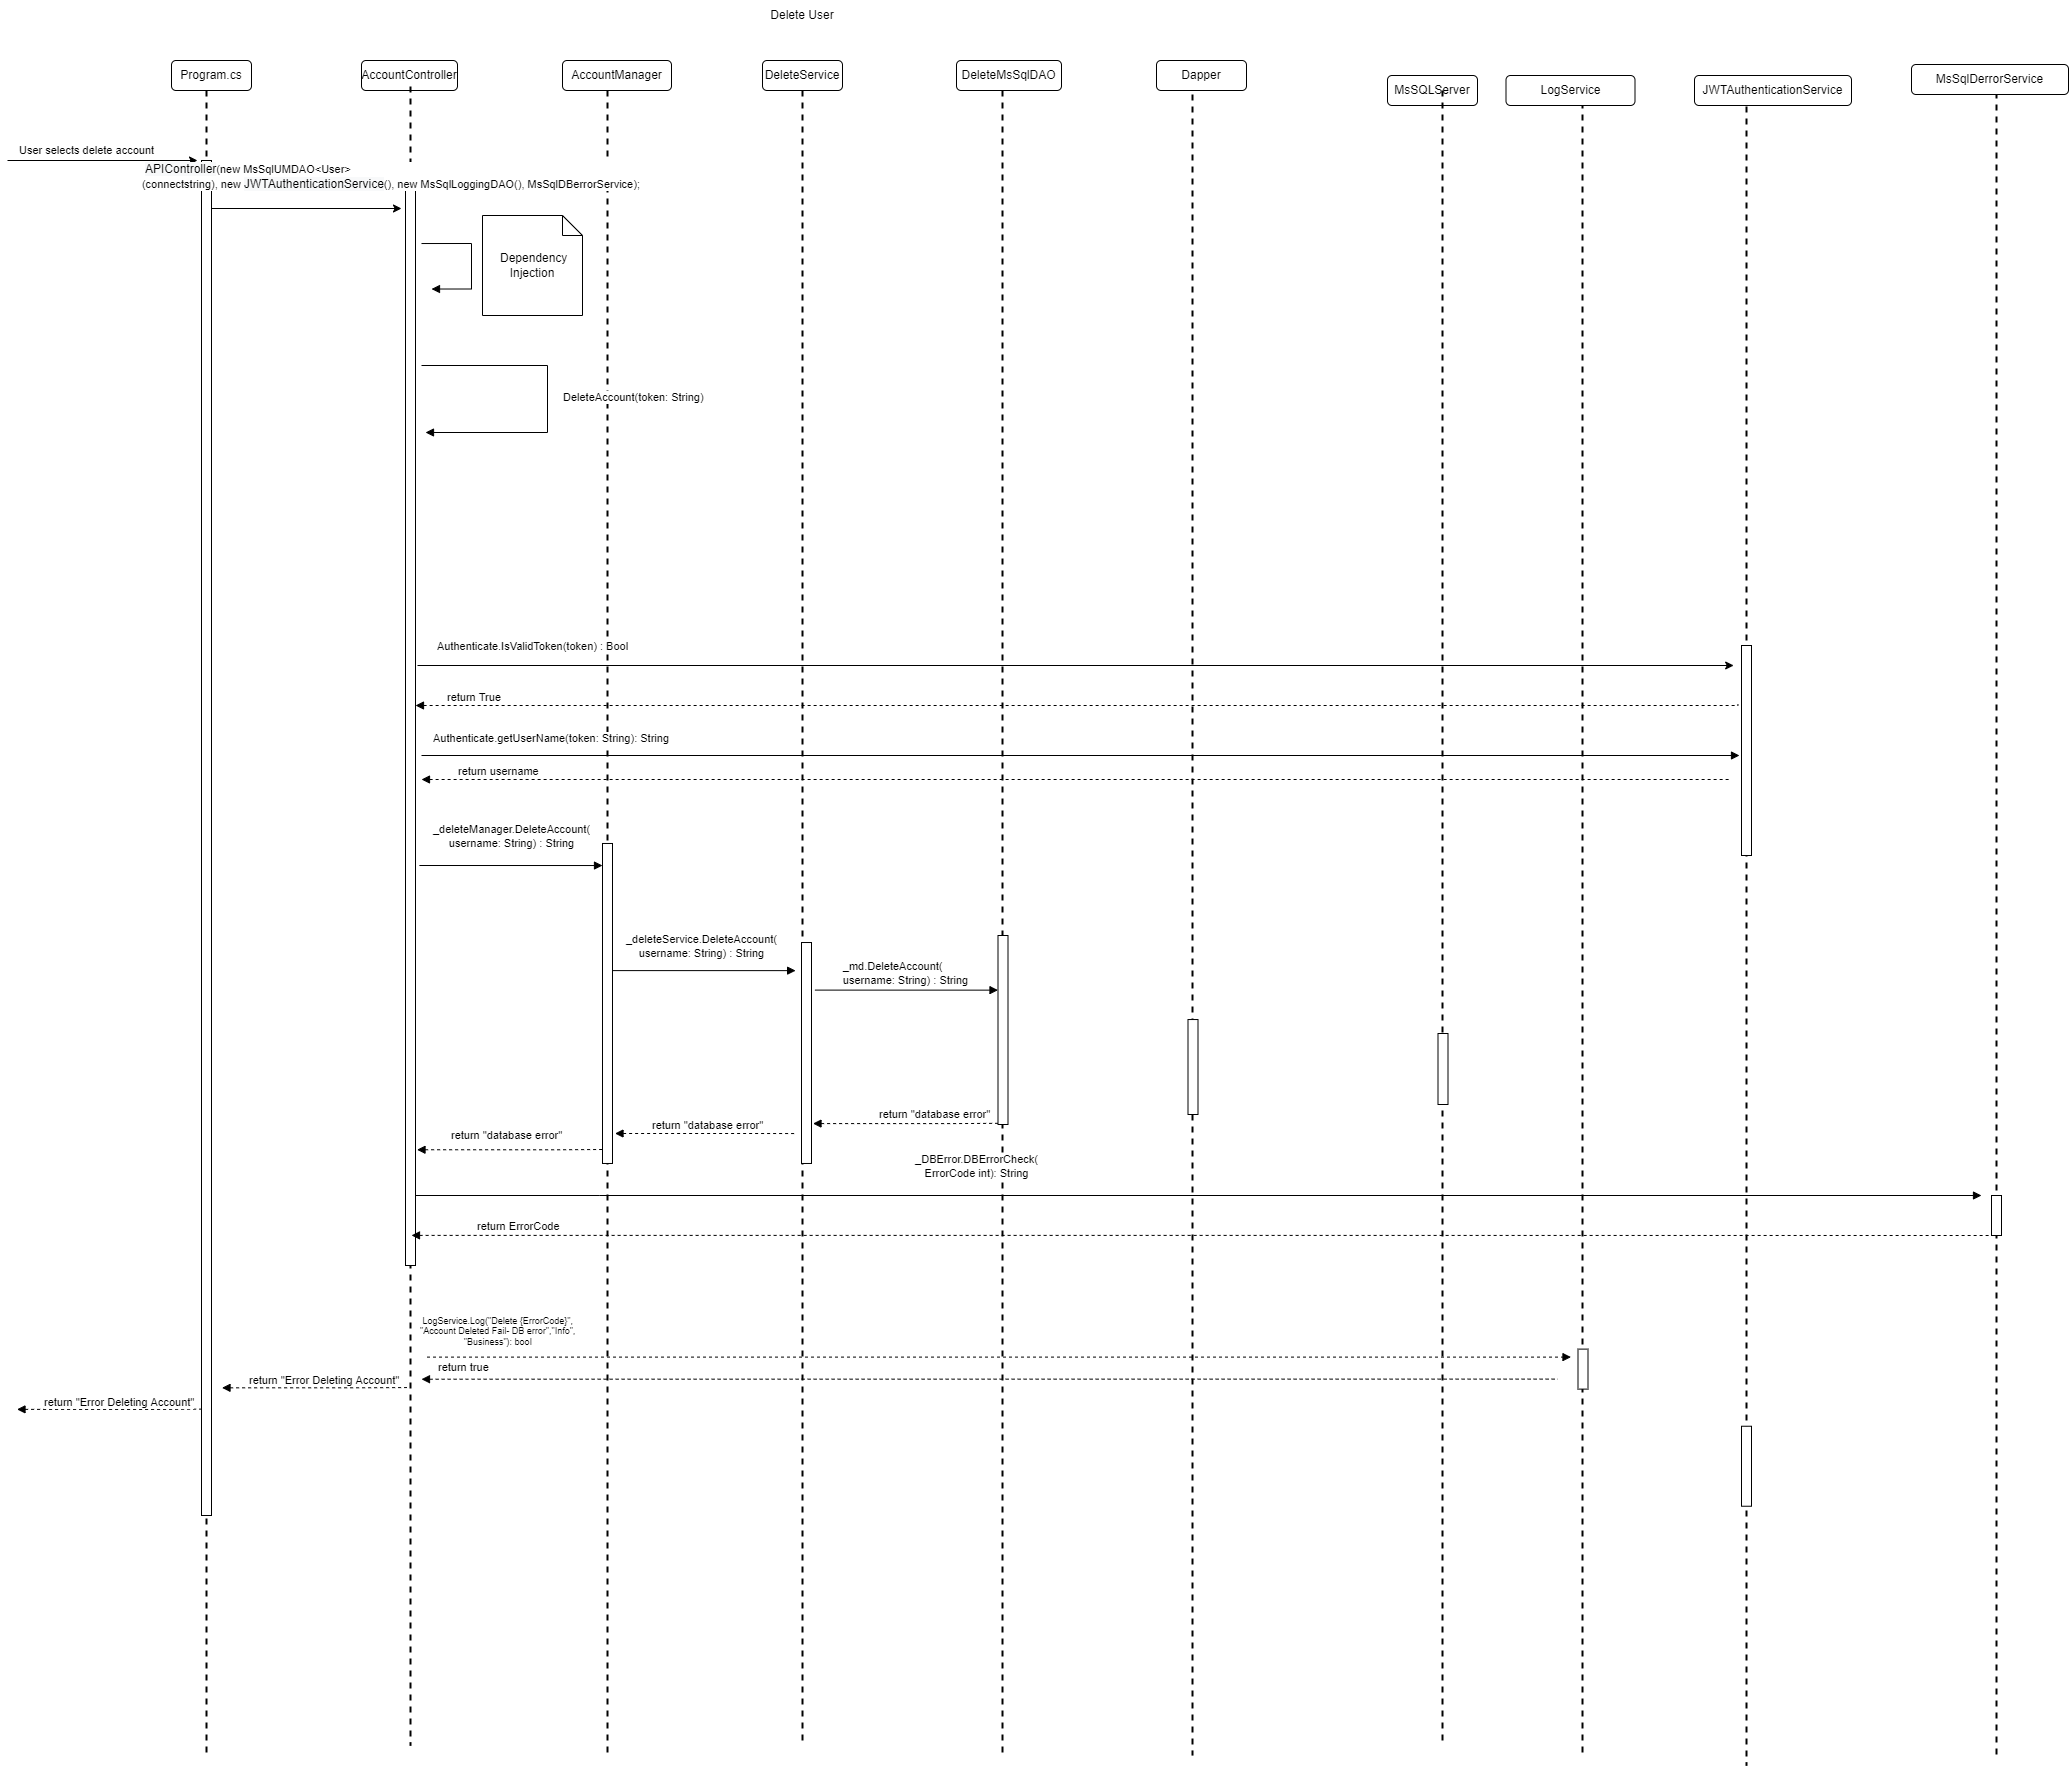 Delete User
Program.cs
AccountController
AccountManager
DeleteService
DeleteMsSqlDAO
Dapper
MsSQLServer
LogService
JWTAuthenticationService
MsSqlDerrorService
User selects delete account
APIController(new MsSqlUMDAO<User>
(connectstring), new JWTAuthenticationService(), new MsSqlLoggingDAO(), MsSqlDBerrorService);
Dependency
Injection
DeleteAccount(token: String)
Authenticate.IsValidToken(token) : Bool
return True
Authenticate.getUserName(token: String): String
return username
_deleteManager.DeleteAccount(
username: String) : String
_deleteService.DeleteAccount(
username: String) : String
_md.DeleteAccount(
username: String) : String
return "database error"
return "database error"
return "database error"
_DBError.DBErrorCheck(
ErrorCode int): String
return ErrorCode
LogService.Log("Delete {ErrorCode}",
"Account Deleted Fail- DB error","Info",
"Business"): bool
return true
return "Error Deleting Account"
return "Error Deleting Account"